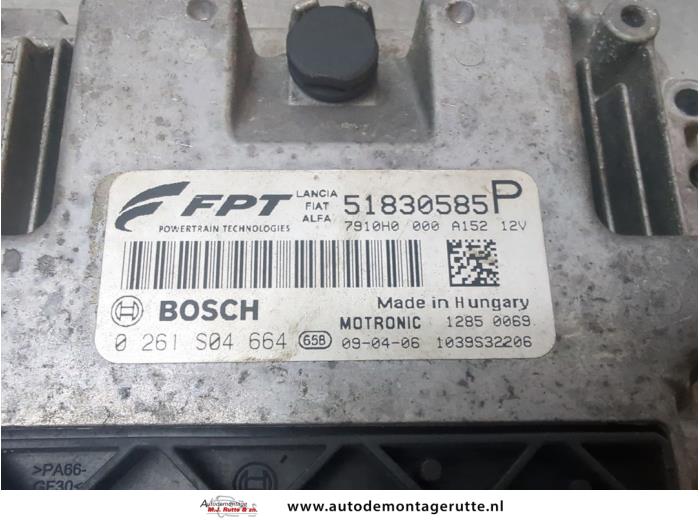 FPT
POWERTRAIN TECHNOLOGIES
LANCIA
FIAT
ALFA
51830585P
7910H0 000 A152 12V
BOSCH
Made in Hungary
MOTRONIC 1285 0069
0 261 S04 664 65B 09-04-06 1039S32206
>PA66-
GF30<
Autodemontage
M.J. Rutte & zn.
www.autodemontagerutte.nl